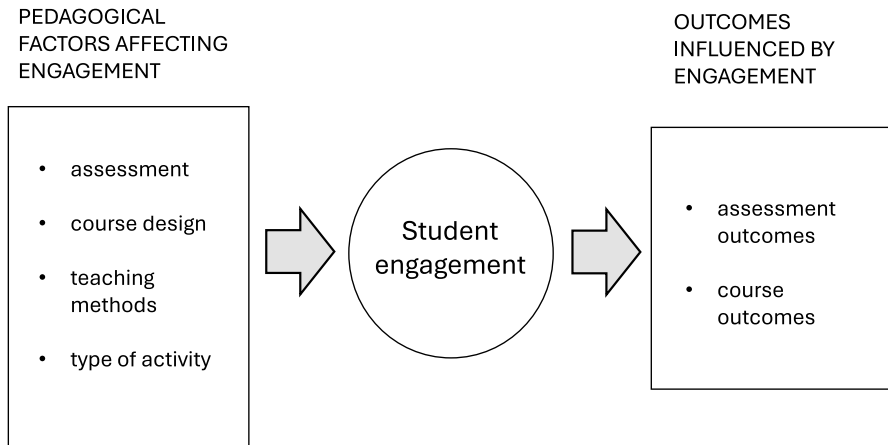 PEDAGOGICAL
FACTORS AFFECTING
ENGAGEMENT
• assessment
• course design
• teaching
methods
• type of activity
Student
engagement
OUTCOMES
INFLUENCED BY
ENGAGEMENT
• assessment
outcomes
• course
outcomes